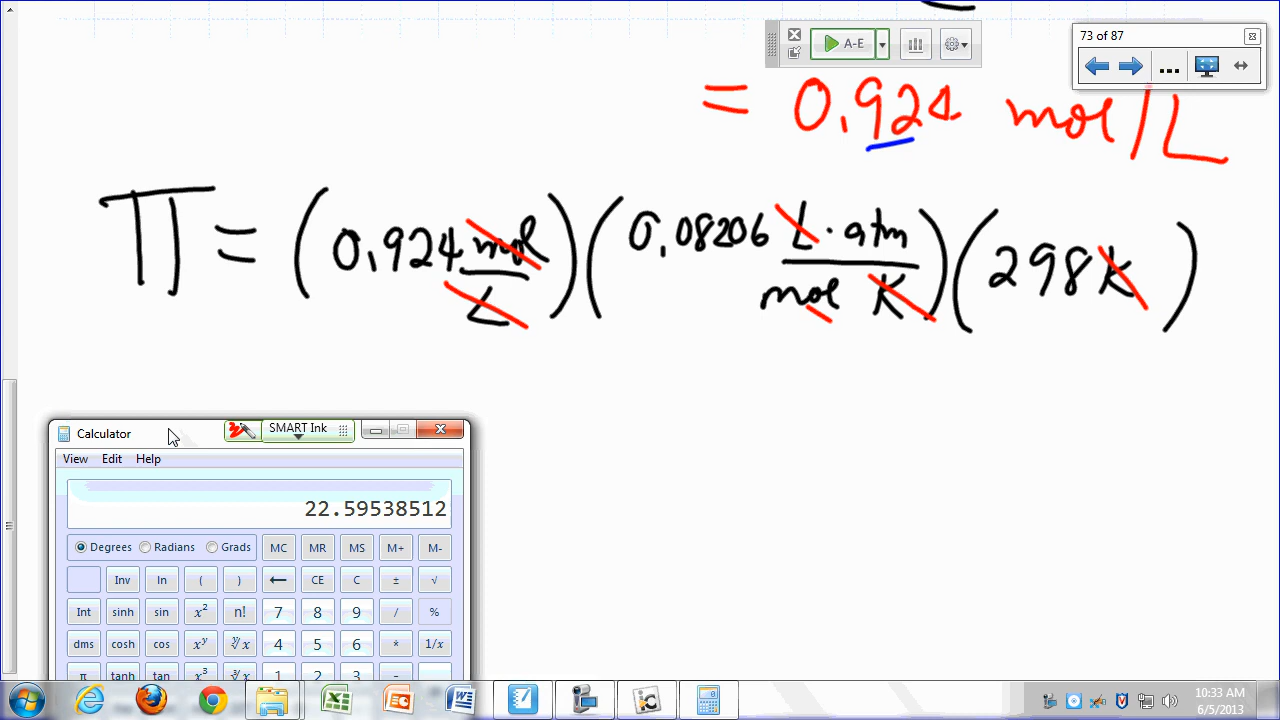 A-E
73 of 87
...
= 0.924 mol/L
Π = (0.924 mol/L)(0.08206 L·atm/mol K)(298 K)
Calculator
SMART Ink
View Edit Help
22.59538512
Degrees Radians Grads MC MR MS M+ M-
Inv ln ( ) ← CE C ± √
Int sinh sin x² n! 7 8 9 / %
dms cosh cos xʸ ʸ√x 4 5 6 * 1/x
π tanh tan x³ ³√x 1 2 3 -
10:33 AM
6/5/2013